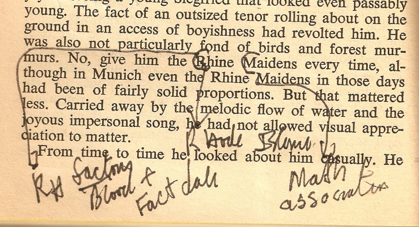 young. The fact of an outsized tenor rolling about on
the ground in an access of boyishness had revolted him. He
was also not particularly fond of birds and forest mur-
murs. No, give him the Rhine Maidens every time, al-
though in Munich even the Rhine Maidens in those days
had been of fairly solid proportions. But that mattered
less. Carried away by the melodic flow of water and the
joyous impersonal song, he had not allowed visual appre-
ciation to matter.
From time to time he looked about him casually. He
Rh factor
Blood +
Fact
Math
association